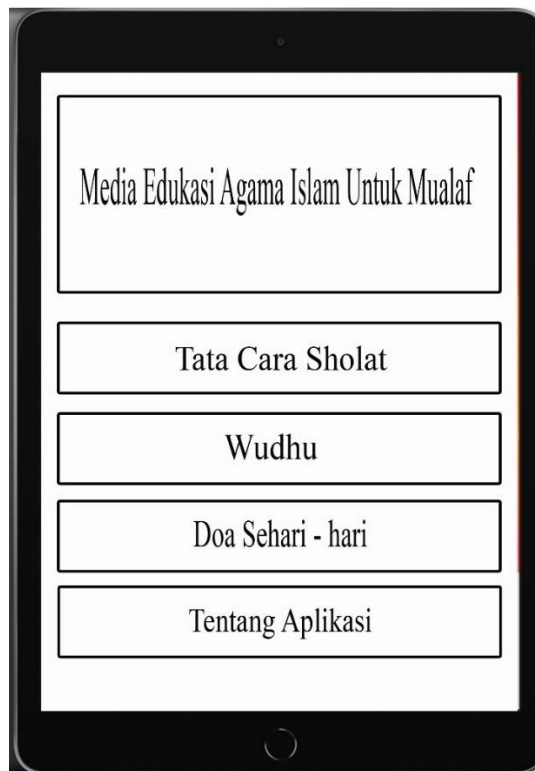 Media Edukasi Agama Islam Untuk Mualaf
Tata Cara Sholat
Wudhu
Doa Sehari - hari
Tentang Aplikasi